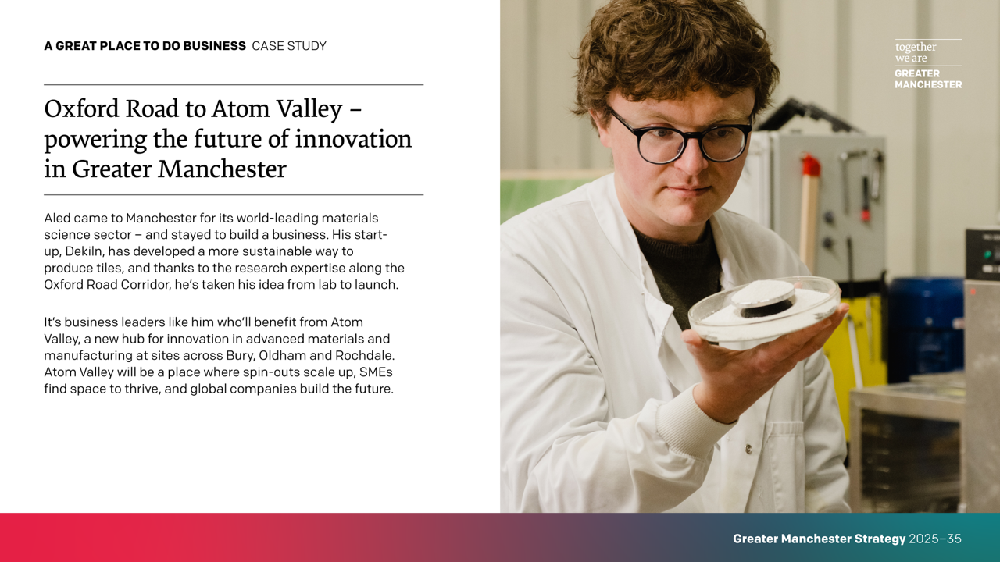 A GREAT PLACE TO DO BUSINESS CASE STUDY
Oxford Road to Atom Valley –
powering the future of innovation
in Greater Manchester
Aled came to Manchester for its world-leading materials
science sector – and stayed to build a business. His start-
up, Dekiln, has developed a more sustainable way to
produce tiles, and thanks to the research expertise along the
Oxford Road Corridor, he’s taken his idea from lab to launch.
It’s business leaders like him who’ll benefit from Atom
Valley, a new hub for innovation in advanced materials and
manufacturing at sites across Bury, Oldham and Rochdale.
Atom Valley will be a place where spin-outs scale up, SMEs
find space to thrive, and global companies build the future.
together
we are
GREATER
MANCHESTER
Greater Manchester Strategy 2025–35